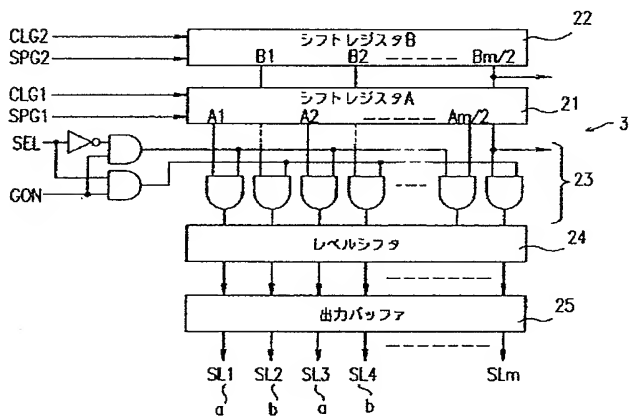 CLG2
シフトレジスタB
22
SPG2
B1 B2 Bm/2
CLG1
シフトレジスタA
21
SPG1
A1 A2 Am/2
3
SEL
GON
23
レベルシフタ
24
出力バッファ
25
SL1 SL2 SL3 SL4 SLm
a b a b